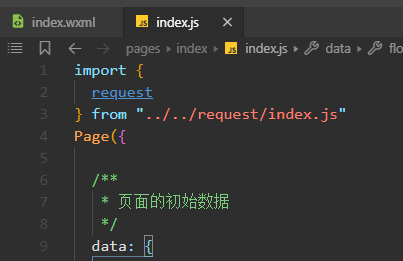 index.wxml
JS index.js
pages > index > JS index.js > data > flo
1 import {
2 request
3 } from "../../request/index.js"
4 Page({
5
6 /**
7 * 页面的初始数据
8 */
9 data: {